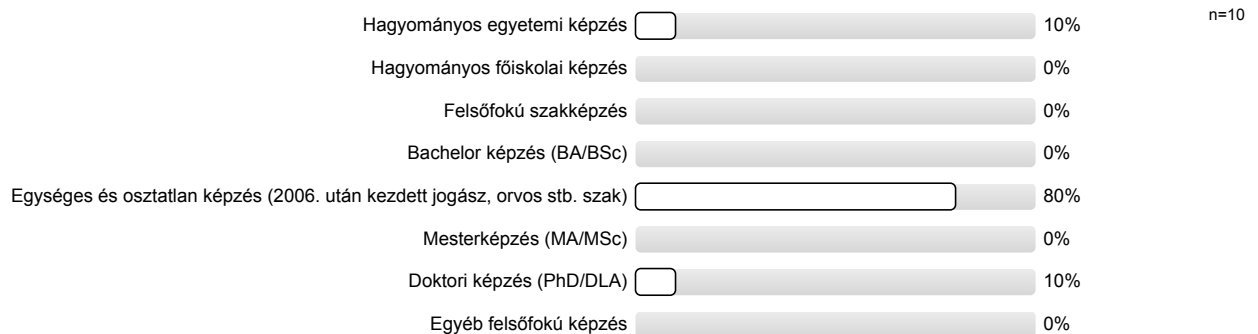 n=10
Hagyományos egyetemi képzés 10%
Hagyományos főiskolai képzés 0%
Felsőfokú szakképzés 0%
Bachelor képzés (BA/BSc) 0%
Egységes és osztatlan képzés (2006. után kezdett jogász, orvos stb. szak) 80%
Mesterképzés (MA/MSc) 0%
Doktori képzés (PhD/DLA) 10%
Egyéb felsőfokú képzés 0%